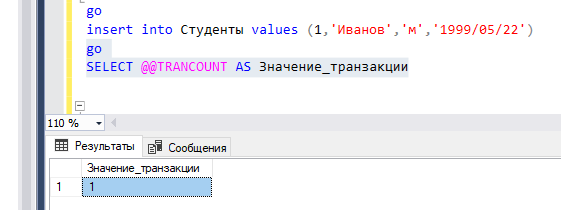 go
insert into Студенты values (1,'Иванов','м','1999/05/22')
go
SELECT @@TRANCOUNT AS Значение_транзакции
110 %
Результаты Сообщения
Значение_транзакции
1 1